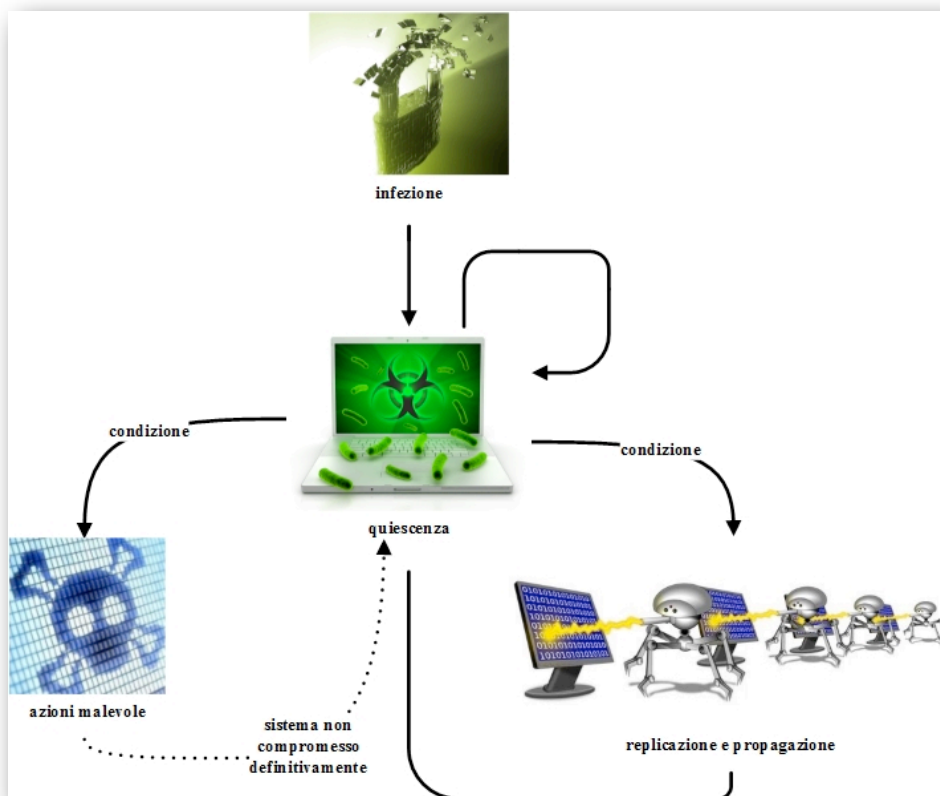 infezione
condizione
condizione
quiescenza
azioni malevole
sistema non
compromesso
definitivamente
replicazione e propagazione